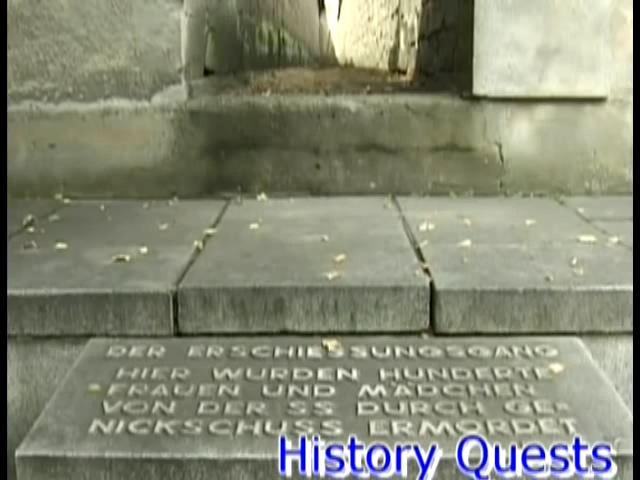 DER ERSCHIESSUNGSGANG
HIER WURDEN HUNDERTE
FRAUEN UND MÄDCHEN
VON DER SS DURCH GE-
NICKSCHUSS ERMORDET
History Quests